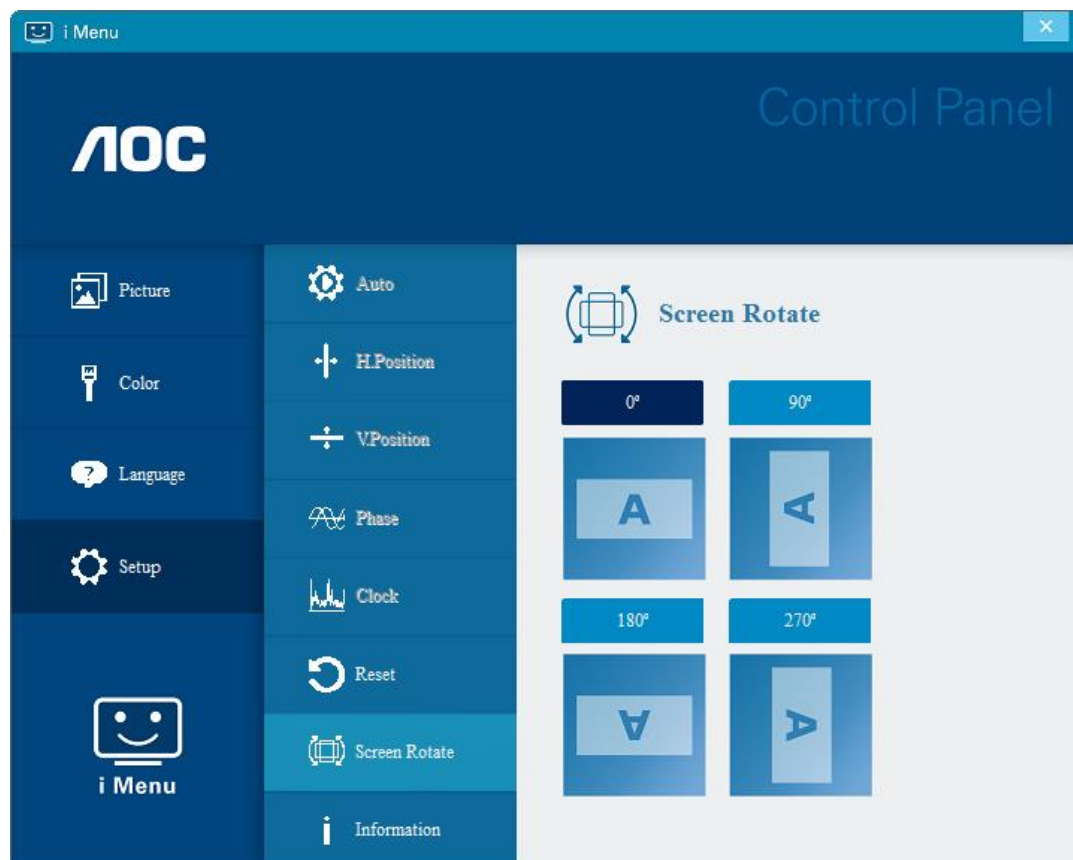 i Menu
Control Panel
AOC
Picture
Color
Language
Setup
i Menu
Auto
H.Position
V.Position
Phase
Clock
Reset
Screen Rotate
i Information
Screen Rotate
0° 90°
A A
180° 270°
A A